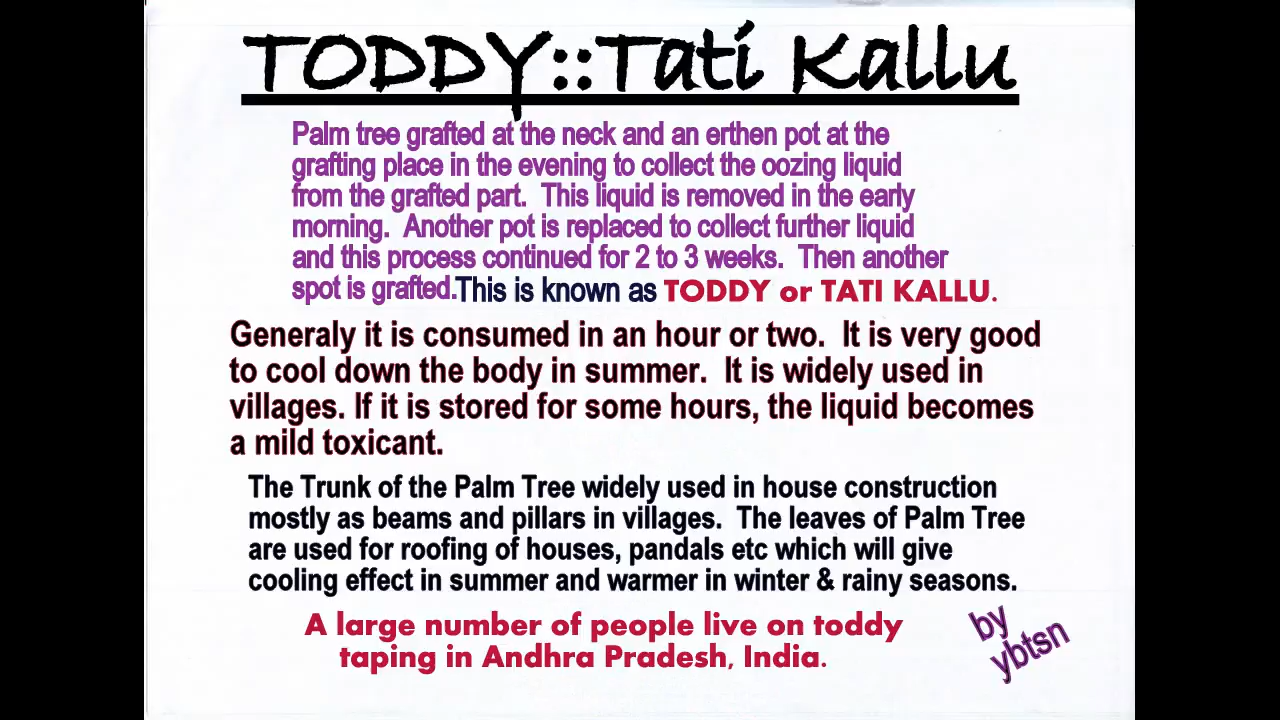 TODDY::Tati Kallu
Palm tree grafted at the neck and an erthen pot at the
grafting place in the evening to collect the oozing liquid
from the grafted part. This liquid is removed in the early
morning. Another pot is replaced to collect further liquid
and this process continued for 2 to 3 weeks. Then another
spot is grafted.This is known as TODDY or TATI KALLU.
Generaly it is consumed in an hour or two. It is very good
to cool down the body in summer. It is widely used in
villages. If it is stored for some hours, the liquid becomes
a mild toxicant.
The Trunk of the Palm Tree widely used in house construction
mostly as beams and pillars in villages. The leaves of Palm Tree
are used for roofing of houses, pandals etc which will give
cooling effect in summer and warmer in winter & rainy seasons.
A large number of people live on toddy
taping in Andhra Pradesh, India.
by
ybtsn